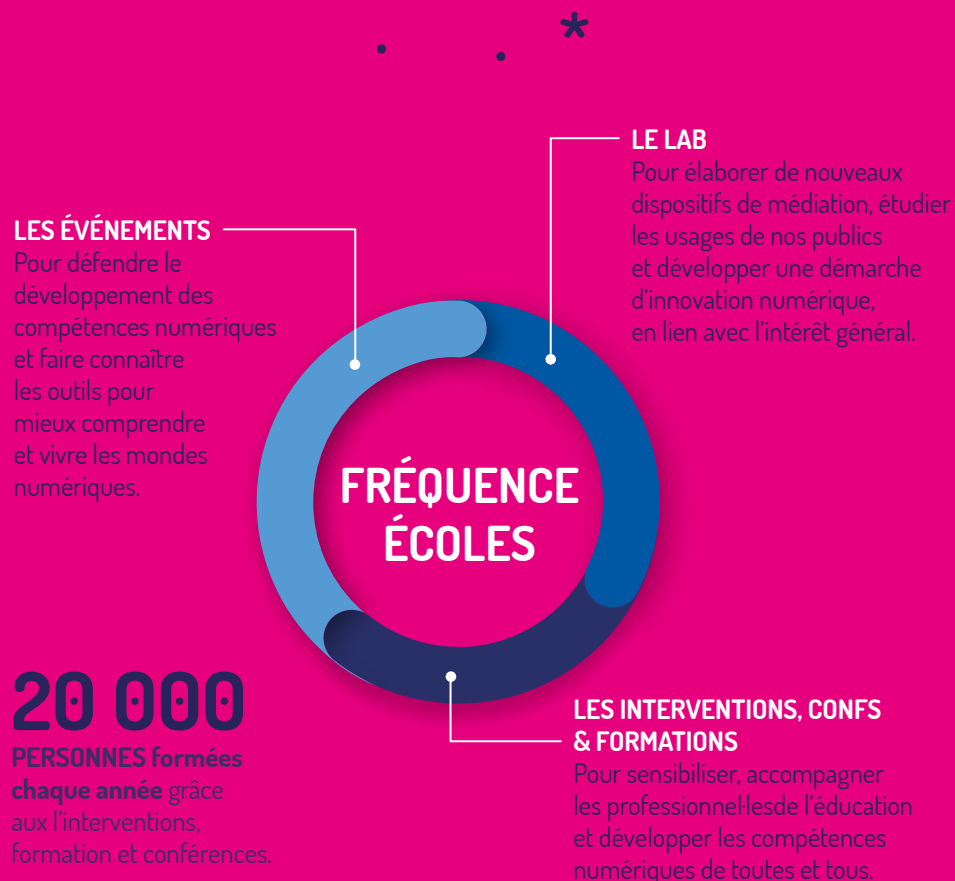 *
LE LAB
Pour élaborer de nouveaux
dispositifs de médiation, étudier
les usages de nos publics
et développer une démarche
d'innovation numérique,
en lien avec l'intérêt général.
LES ÉVÉNEMENTS
Pour défendre le
développement des
compétences numériques
et faire connaître
les outils pour
mieux comprendre
et vivre les mondes
numériques.
FRÉQUENCE
ÉCOLES
20 000
PERSONNES formées
chaque année grâce
aux l'interventions,
formation et conférences.
LES INTERVENTIONS, CONFS
& FORMATIONS
Pour sensibiliser, accompagner
les professionnel·lesde l'éducation
et développer les compétences
numériques de toutes et tous.